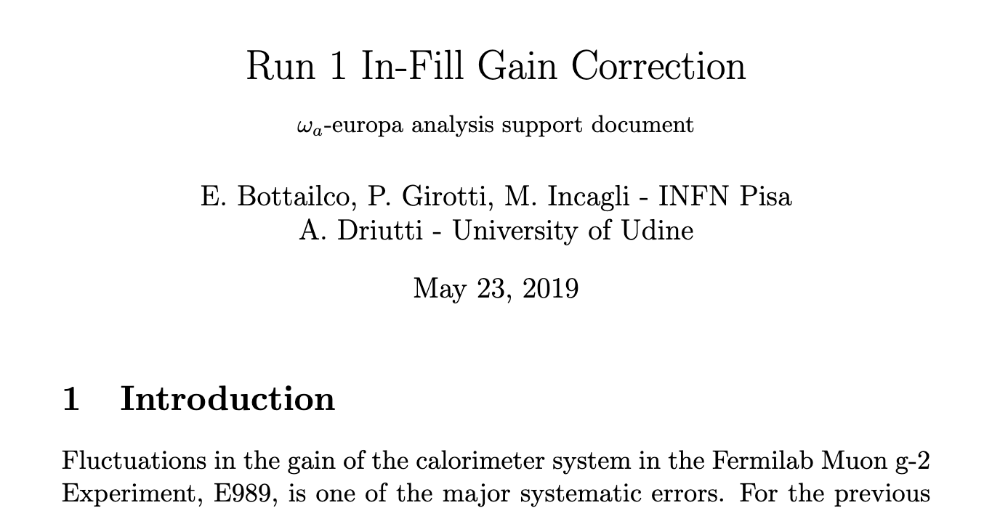 Run 1 In-Fill Gain Correction
ωₐ-europa analysis support document
E. Bottailco, P. Girotti, M. Incagli - INFN Pisa
A. Driutti - University of Udine
May 23, 2019
1 Introduction
Fluctuations in the gain of the calorimeter system in the Fermilab Muon g-2
Experiment, E989, is one of the major systematic errors. For the previous